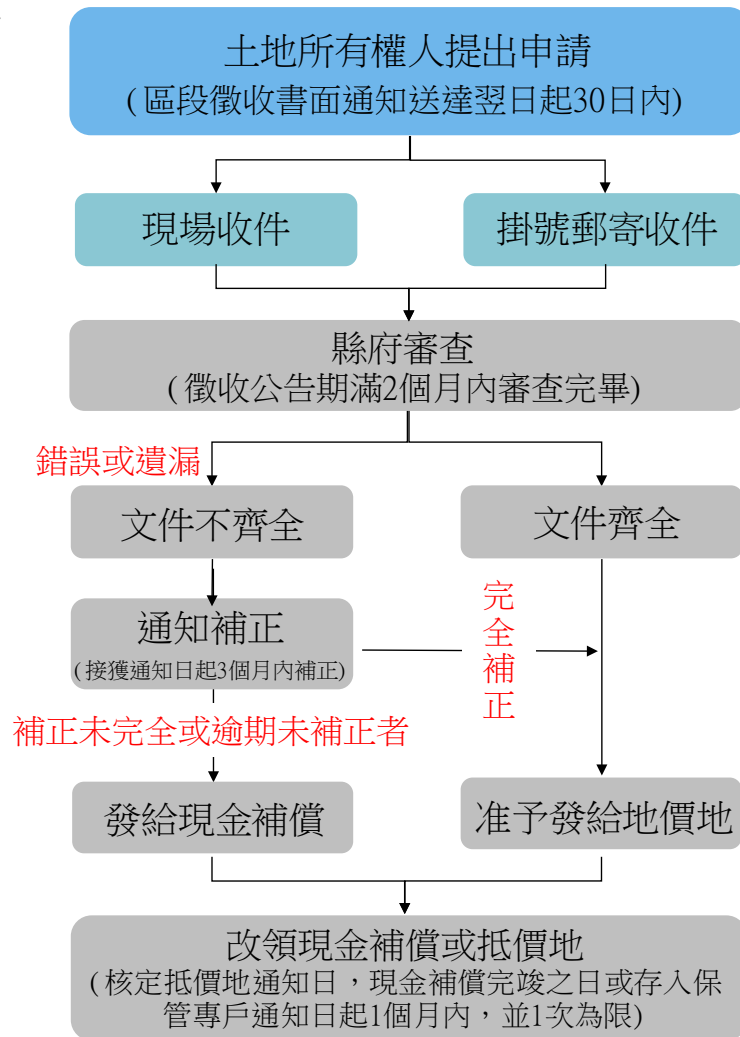 土地所有權人提出申請
(區段徵收書面通知送達翌日起30日內)
現場收件
掛號郵寄收件
縣府審查
(徵收公告期滿2個月內審查完畢)
錯誤或遺漏
文件不齊全
文件齊全
通知補正
(接獲通知日起3個月內補正)
完全補正
補正未完全或逾期未補正者
發給現金補償
准予發給地價地
改領現金補償或抵價地
(核定抵價地通知日，現金補償完竣之日或存入保
管專戶通知日起1個月內，並1次為限)